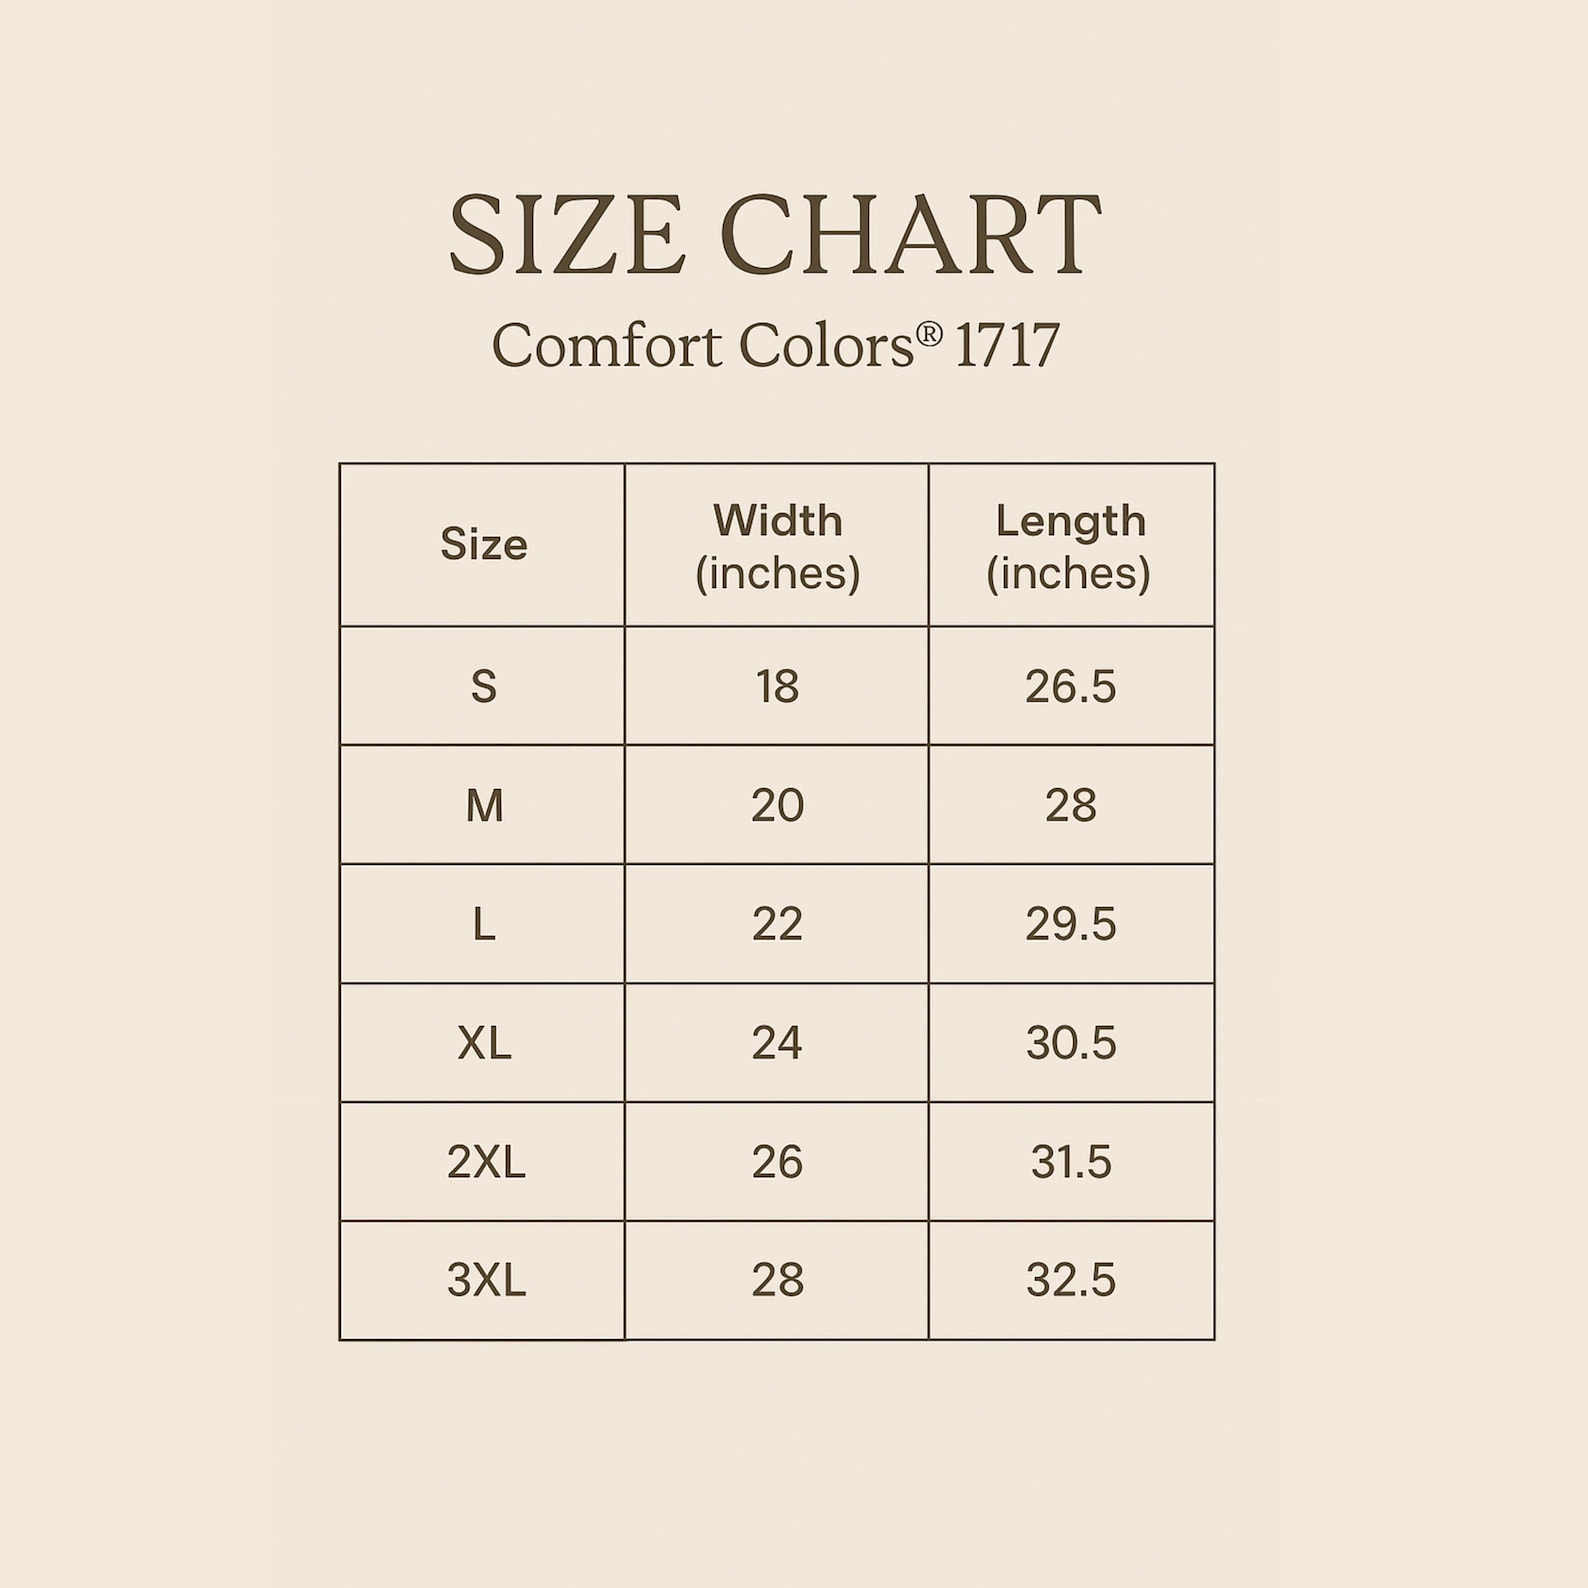 SIZE CHART
Comfort Colors® 1717
Size Width (inches) Length (inches)
S 18 26.5
M 20 28
L 22 29.5
XL 24 30.5
2XL 26 31.5
3XL 28 32.5